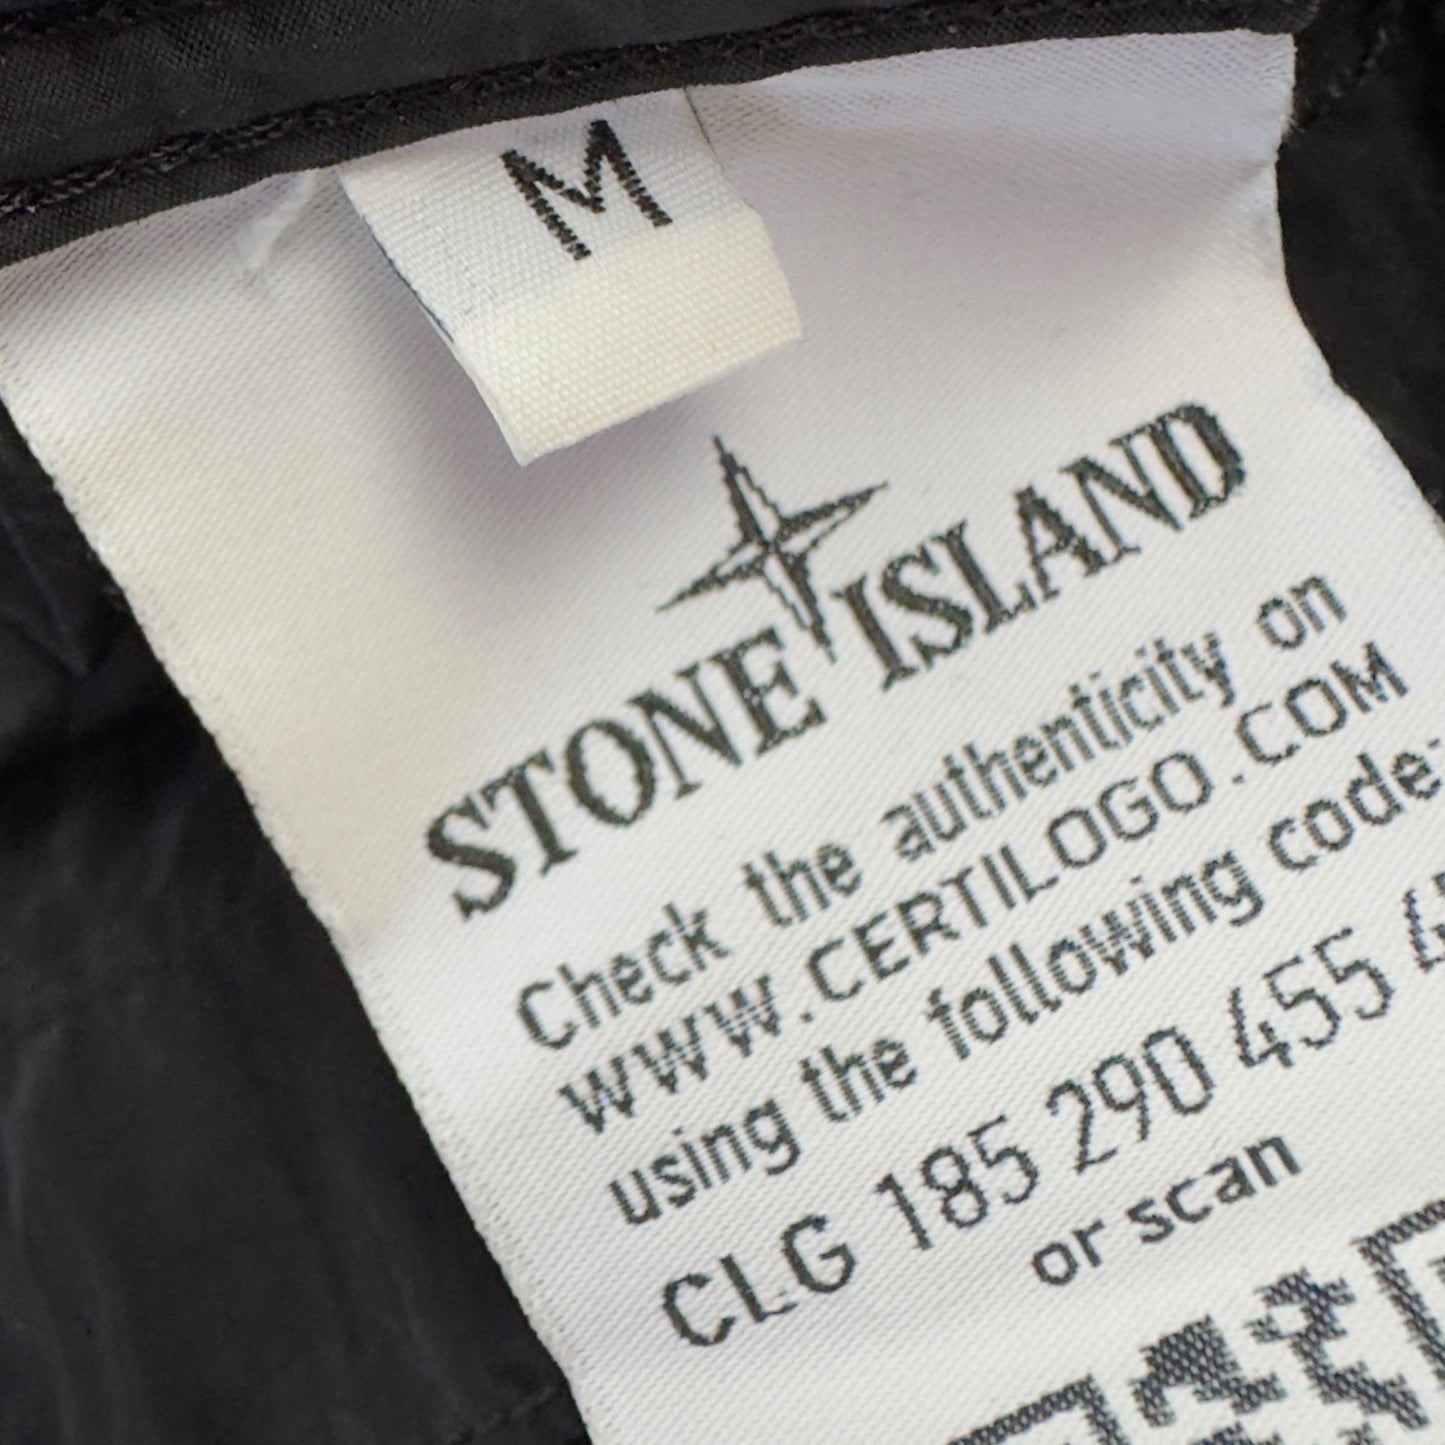 M
STONE ISLAND
Check the authenticity on
WWW.CERTILOGO.COM
using the following code:
CLG 185 290 455 4
or scan